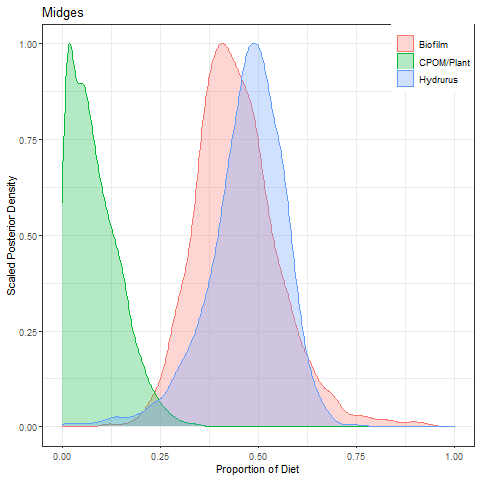 Midges
Biofilm
CPOM/Plant
Hydrurus
1.00
0.75
0.50
0.25
0.00
Scaled Posterior Density
0.00 0.25 0.50 0.75 1.00
Proportion of Diet